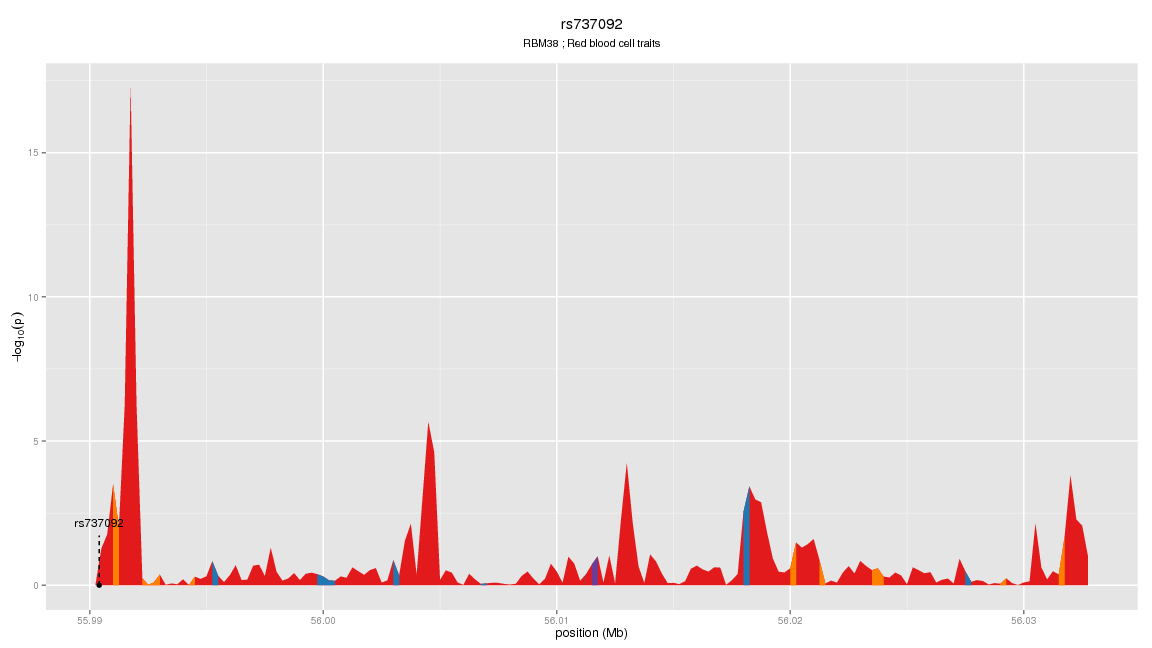 rs737092
RBM38 ; Red blood cell traits
15
10
5
0
−log10(p)
rs737092
55.99
56.00
56.01
56.02
56.03
position (Mb)